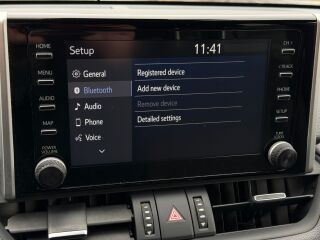 HOME
MENU
AUDIO
MAP
POWER
VOLUME
Setup
11:41
General
Bluetooth
Audio
Phone
Voice
Registered device
Add new device
Remove device
Detailed settings
CH
TRACK
PHONE
SETUP
TUNE